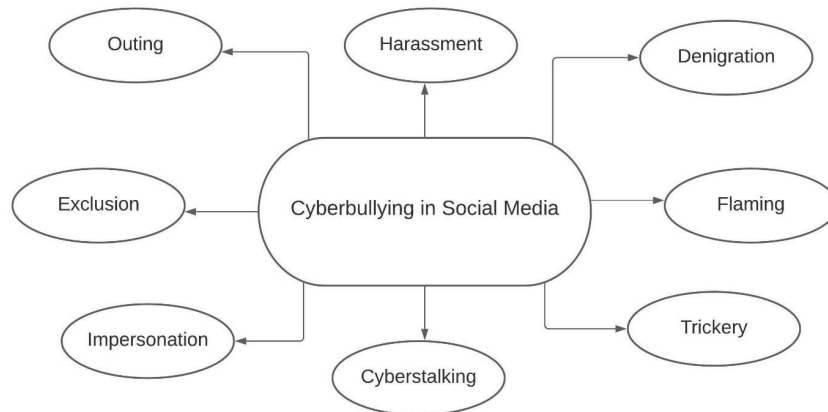 Outing
Harassment
Denigration
Exclusion
Cyberbullying in Social Media
Flaming
Impersonation
Cyberstalking
Trickery